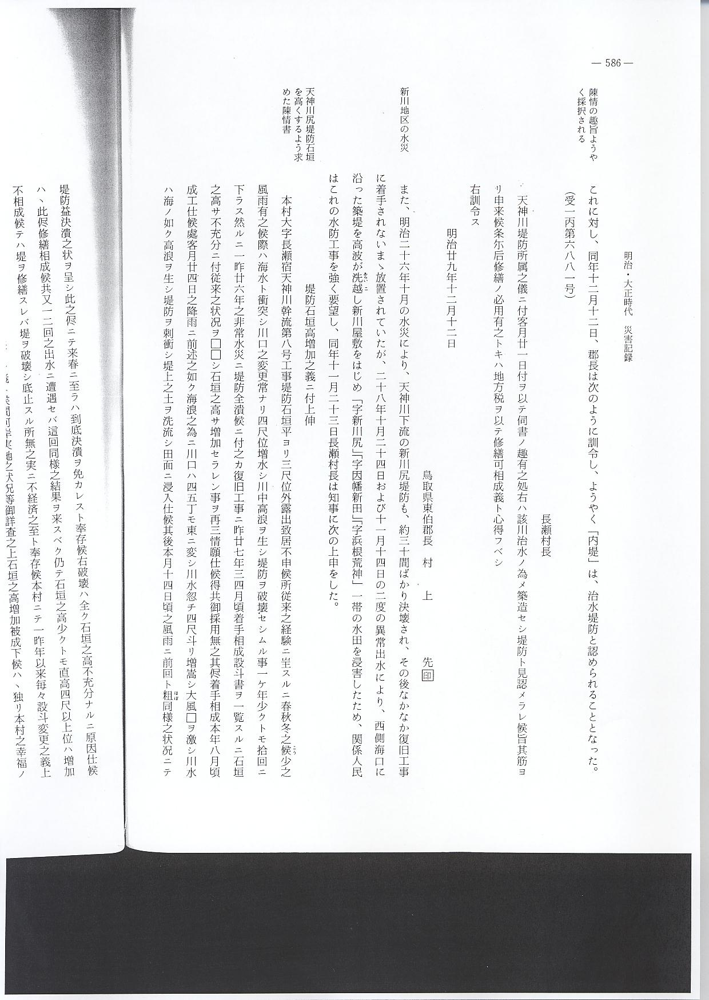 ― 586 ―
明治・大正時代 災害記録
陳情の趣旨ようや
く採択される
これに対し、同年十二月十二日、郡長は次のように訓令し、ようやく「内堤」は、治水堤防と認められることとなった。
(受一丙第六八八一号)
長瀬村長
天神川堤防所属之儀ニ付客月廿一日付ヲ以テ伺書ノ趣有之処右ハ該川治水ノ為メ築造セシ堤防ト見認メラレ候旨其筋ヨ
リ申来候条尓后修繕ノ必用有之トキハ地方税ヲ以テ修繕可相成義ト心得フベシ
右訓令ス
明治廿九年十二月十二日
鳥取県東伯郡長 村 上 先 印
新川地区の水災
また、明治二十六年十月の水災により、天神川下流の新川尻堤防も、約三十間ばかり決壊され、その後なかなか復旧工事
に着手されないまゝ放置されていたが、二十八年十月二十四日および十一月十四日の二度の異常出水により、西側海口に
沿った築堤を高波が洗越し新川屋敷をはじめ「字新川尻」「字因幡新田」「字浜根荒神」一帯の水田を浸害したため、関係人民
はこれの水防工事を強く要望し、同年十一月二十三日長瀬村長は知事に次の上申をした。
天神川尻堤防石垣
を高くするよう求
めた陳情書
堤防石垣高増加之義ニ付上伸
本村大字長瀬宿天神川幹流第八号工事堤防石垣平ヨリ三尺位外露出致居不申候所従来之経験ニ坣スルニ春秋冬之候少之
風雨有之候際ハ海水ト衝突シ川口之変更常ナリ四尺位増水シ川中高浪ヲ生シ堤防ヲ破壊セシムル事一ケ年少クトモ拾回ニ
下ラス然ルニ一昨廿六年之非常水災ニ堤防全潰候ニ付之カ復旧工事ニ昨廿七年三四月頃着手相成設斗書ヲ一覧スルニ石垣
之高サ不充分ニ付従来之状況ヲ□□シ石垣之高サ増加セラレン事ヲ再三情願仕候得共御採用無之其侭着手相成本年八月頃
成工仕候處客月廿四日之降雨ニ前述之如ク海浪之為ニ川口ハ四五丁モ東ニ変シ川水忽チ四尺斗リ増嵩シ大風□ヲ激シ川水
ハ海ノ如ク高浪ヲ生シ堤防ヲ刺衝シ堤上之土ヲ洗流シ田面ニ浸入仕候其後本月十四日頃之風雨ニ前回ト粗同様之状況ニテ
堤防益決潰之状ヲ呈シ此之侭ニテ来春ニ至ラハ到底決潰ヲ免カレスト奉存候右破壊ハ全ク石垣之高不充分ナルニ原因仕候
ハヽ此侭修繕相成候共又一二回之出水ニ遭遇セバ這回同様之結果ヲ来スベク仍テ石垣之高少クトモ直高四尺以上位ハ増加
不相成候テハ堤ヲ修繕スレバ堤ヲ破壊シ底止スル所無之実ニ不経済之至ト奉存候本村ニテ一昨年以来毎々設斗変更之義上
間河岸実地之状況等御詳査之上石垣之高増加被成下候ハヽ独リ本村之幸福ノ